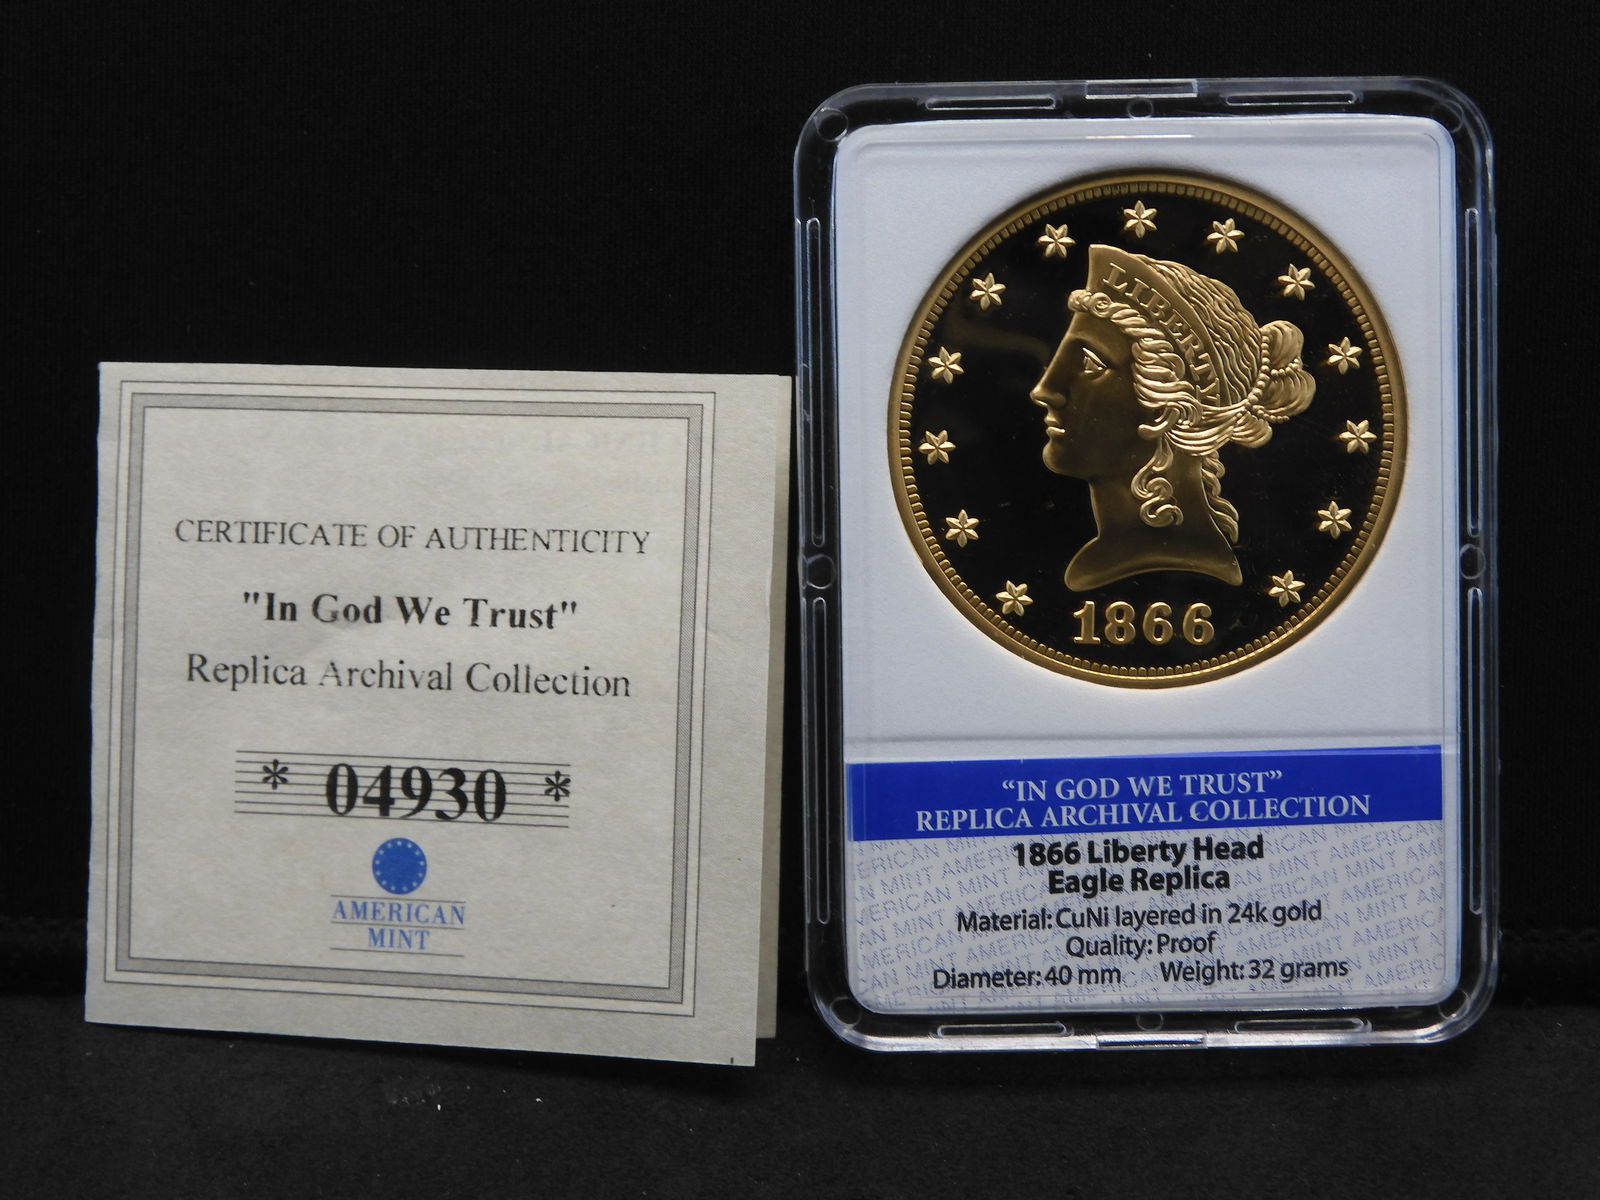 CERTIFICATE OF AUTHENTICITY
"In God We Trust"
Replica Archival Collection
* 04930 *
AMERICAN
MINT
LIBERTY
1866
“IN GOD WE TRUST”
REPLICA ARCHIVAL COLLECTION
1866 Liberty Head
Eagle Replica
Material: CuNi layered in 24k gold
Quality: Proof
Diameter: 40 mm Weight: 32 grams